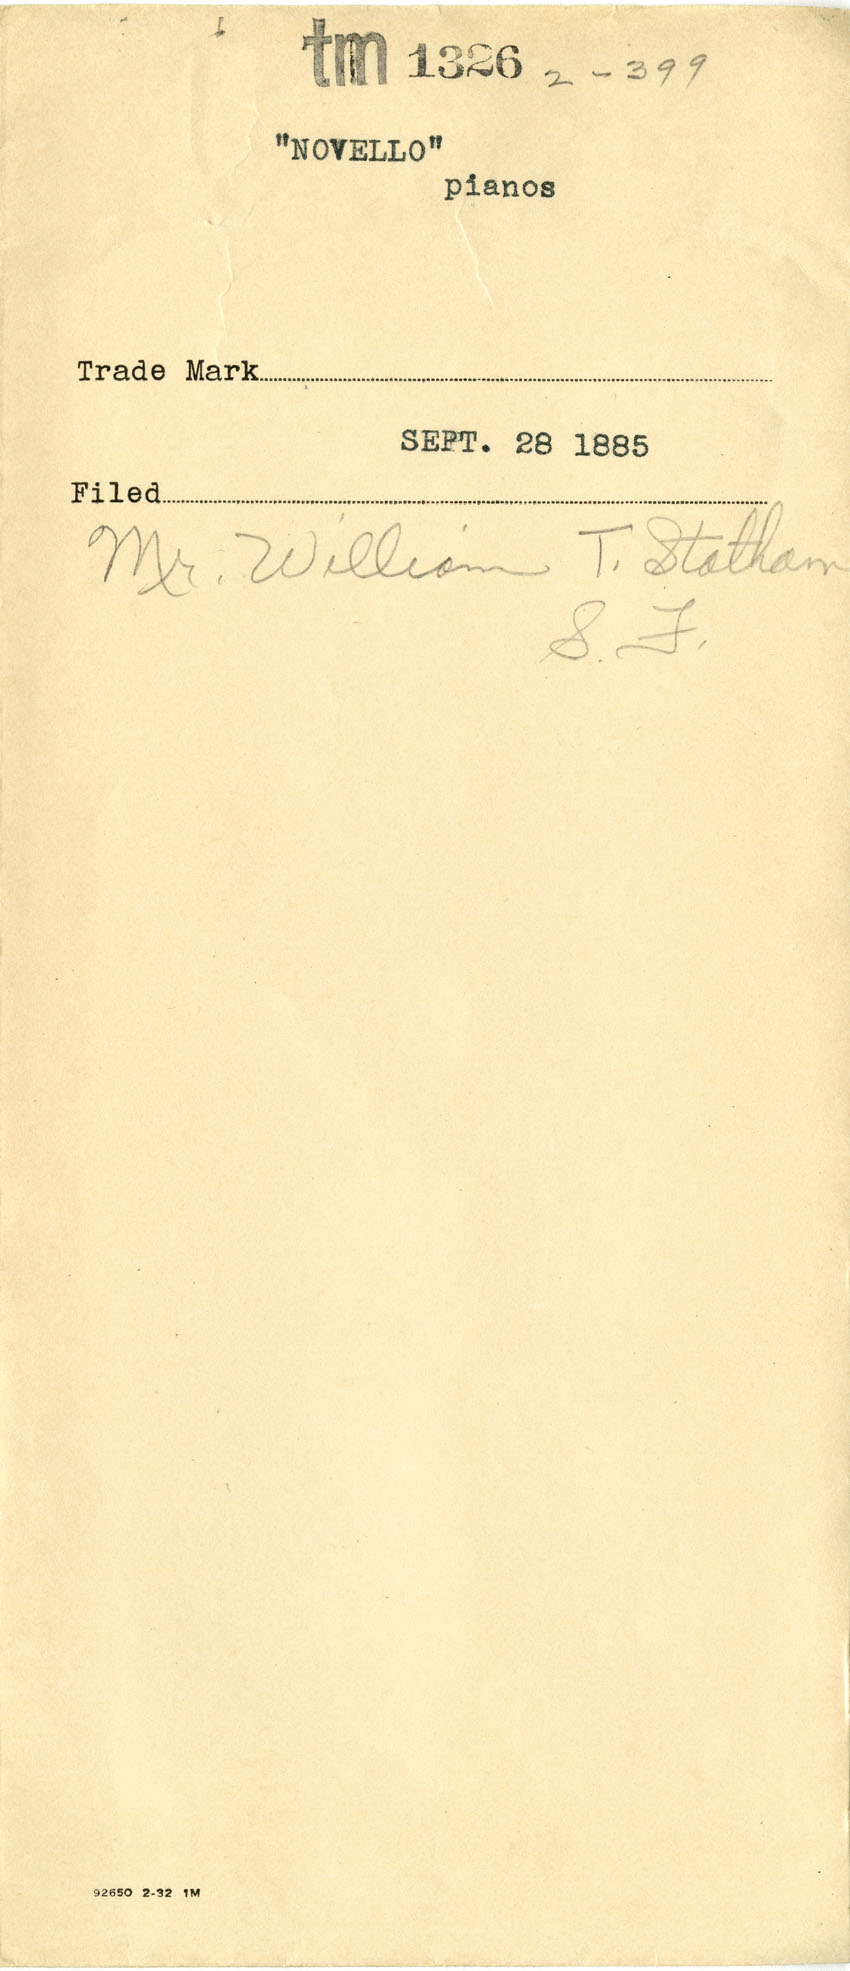 tm 1326 2-399
"NOVELLO"
pianos
Trade Mark
SEPT. 28 1885
Filed
Mr. William T. Statham
S. F.
92650 2-32 1M